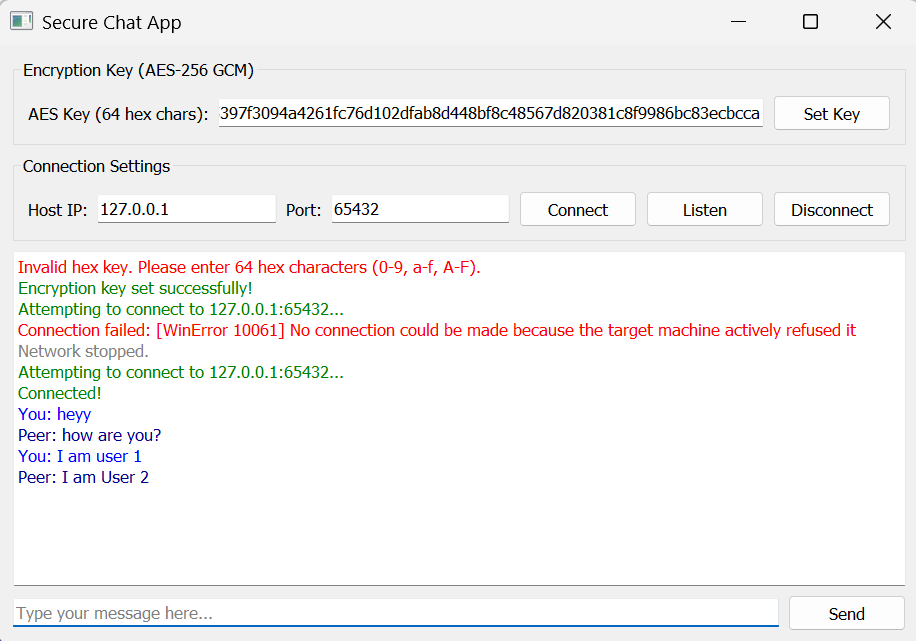 Secure Chat App
Encryption Key (AES-256 GCM)
AES Key (64 hex chars): 397f3094a4261fc76d102dfab8d448bf8c48567d820381c8f9986bc83ecbcca Set Key
Connection Settings
Host IP: 127.0.0.1 Port: 65432 Connect Listen Disconnect
Invalid hex key. Please enter 64 hex characters (0-9, a-f, A-F).
Encryption key set successfully!
Attempting to connect to 127.0.0.1:65432...
Connection failed: [WinError 10061] No connection could be made because the target machine actively refused it
Network stopped.
Attempting to connect to 127.0.0.1:65432...
Connected!
You: heyy
Peer: how are you?
You: I am user 1
Peer: I am User 2
Type your message here... Send